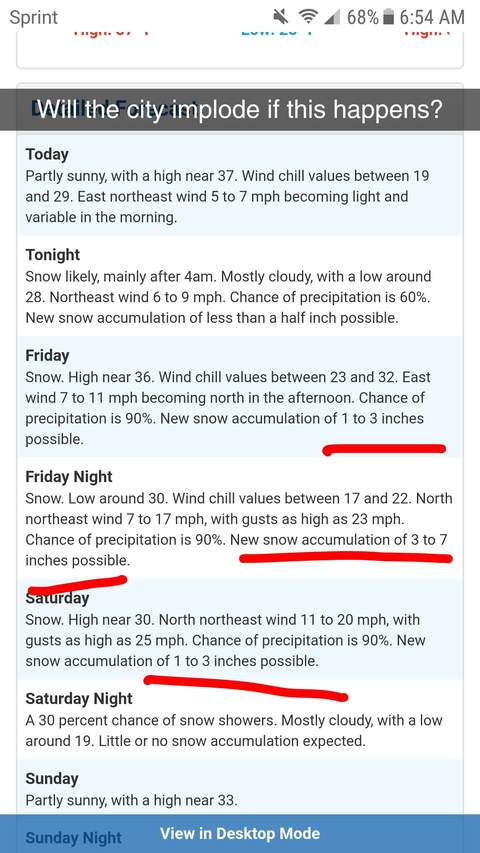 Sprint 68% 6:54 AM
Will the city implode if this happens?
Today
Partly sunny, with a high near 37. Wind chill values between 19
and 29. East northeast wind 5 to 7 mph becoming light and
variable in the morning.
Tonight
Snow likely, mainly after 4am. Mostly cloudy, with a low around
28. Northeast wind 6 to 9 mph. Chance of precipitation is 60%.
New snow accumulation of less than a half inch possible.
Friday
Snow. High near 36. Wind chill values between 23 and 32. East
wind 7 to 11 mph becoming north in the afternoon. Chance of
precipitation is 90%. New snow accumulation of 1 to 3 inches
possible.
Friday Night
Snow. Low around 30. Wind chill values between 17 and 22. North
northeast wind 7 to 17 mph, with gusts as high as 23 mph.
Chance of precipitation is 90%. New snow accumulation of 3 to 7
inches possible.
Saturday
Snow. High near 30. North northeast wind 11 to 20 mph, with
gusts as high as 25 mph. Chance of precipitation is 90%. New
snow accumulation of 1 to 3 inches possible.
Saturday Night
A 30 percent chance of snow showers. Mostly cloudy, with a low
around 19. Little or no snow accumulation expected.
Sunday
Partly sunny, with a high near 33.
View in Desktop Mode
Sunday Night